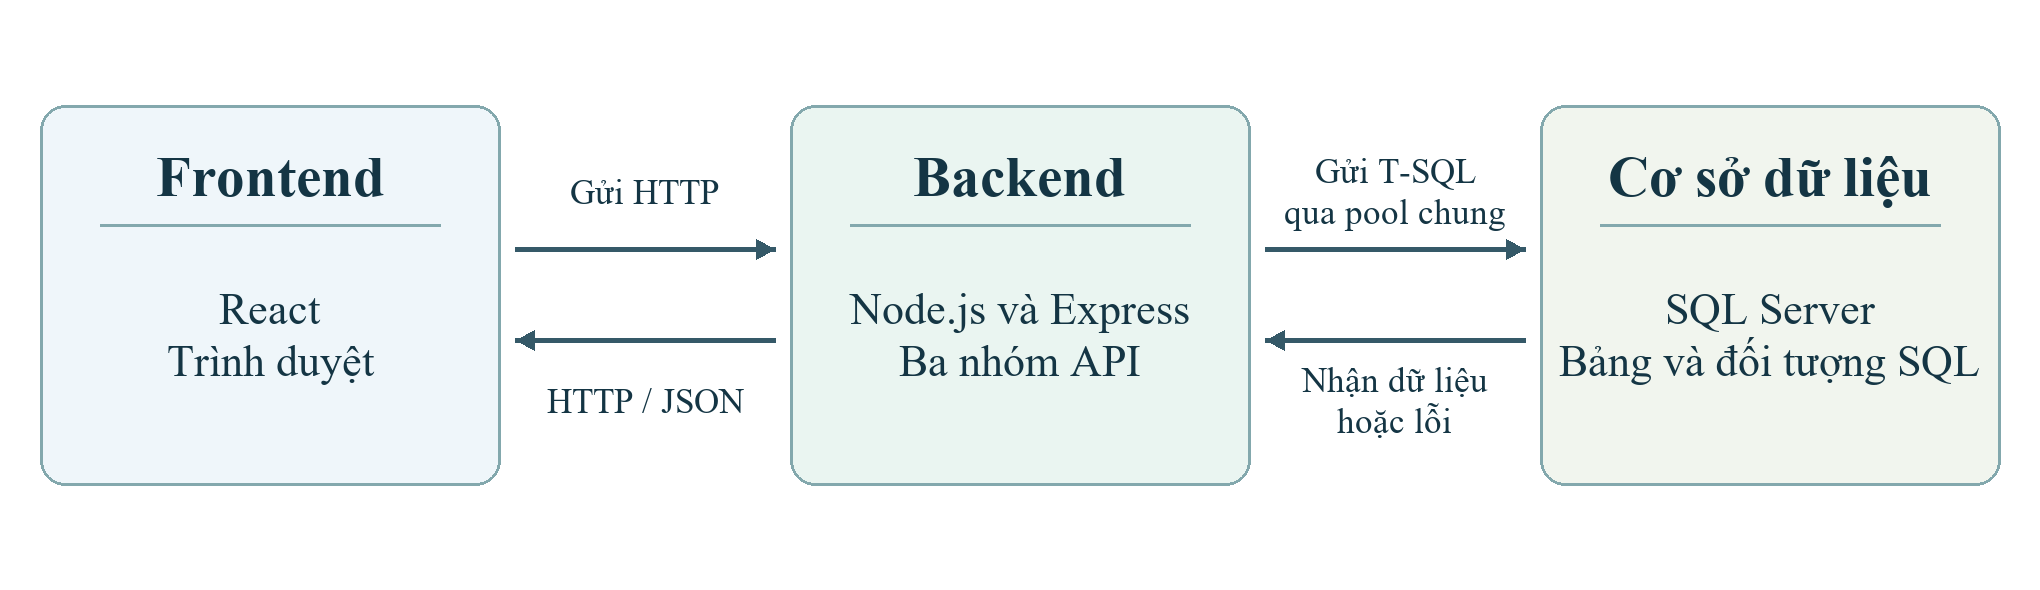 Frontend
React
Trình duyệt
Gửi HTTP
HTTP / JSON
Backend
Node.js và Express
Ba nhóm API
Gửi T-SQL
qua pool chung
Nhận dữ liệu
hoặc lỗi
Cơ sở dữ liệu
SQL Server
Bảng và đối tượng SQL